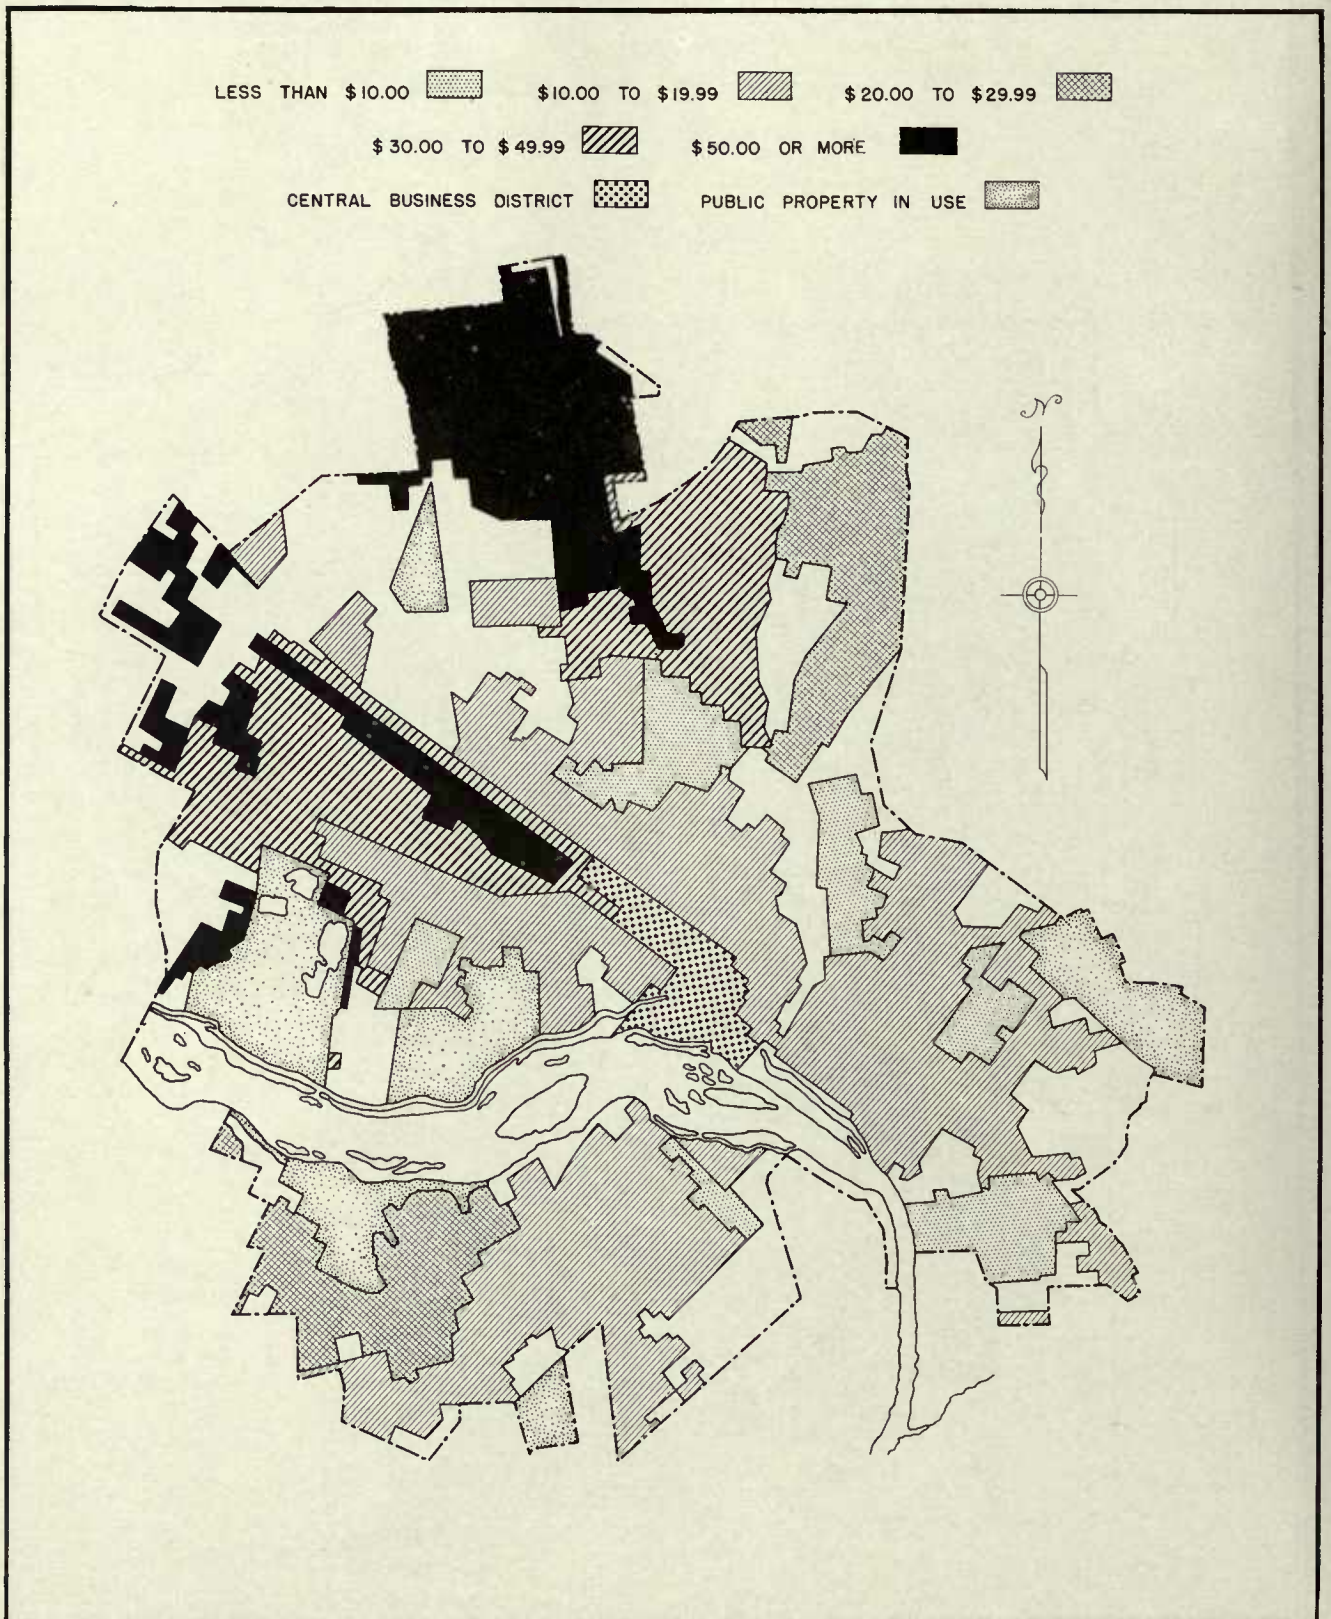 LESS THAN $10.00 $10.00 TO $19.99 $20.00 TO $29.99
$30.00 TO $49.99 $50.00 OR MORE
CENTRAL BUSINESS DISTRICT PUBLIC PROPERTY IN USE
N